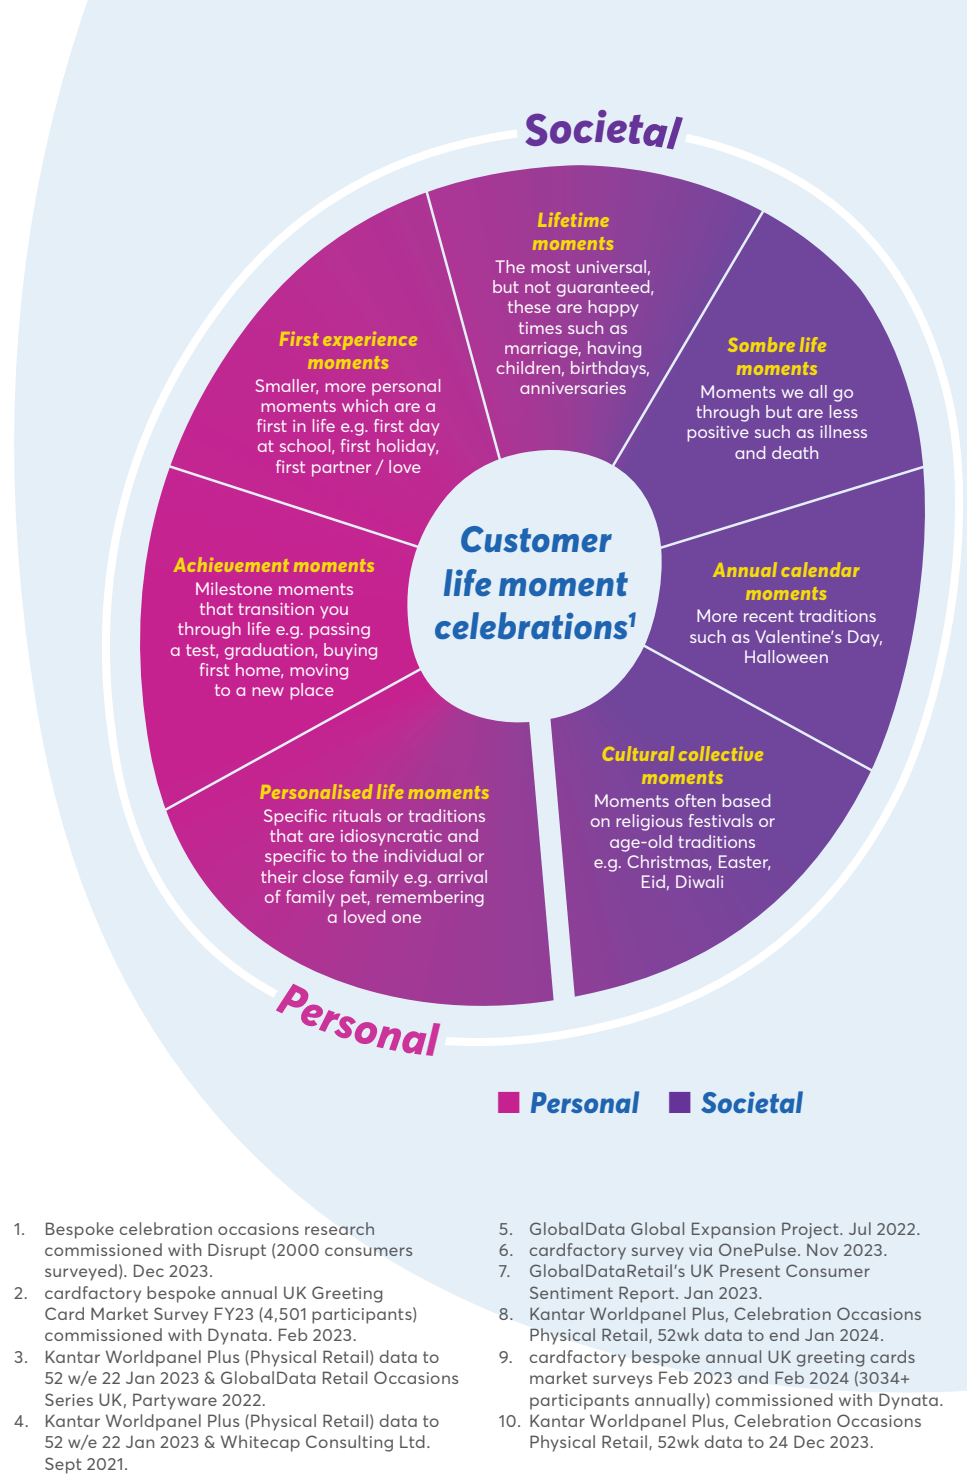 Societal
Lifetime
moments
The most universal,
but not guaranteed,
these are happy
times such as
marriage, having
children, birthdays,
anniversaries
Sombre life
moments
Moments we all go
through but are less
positive such as illness
and death
Annual calendar
moments
More recent traditions
such as Valentine's Day,
Halloween
Cultural collective
moments
Moments often based
on religious festivals or
age-old traditions
e.g. Christmas, Easter,
Eid, Diwali
Personalised life moments
Specific rituals or traditions
that are idiosyncratic and
specific to the individual or
their close family e.g. arrival
of family pet, remembering
a loved one
Achievement moments
Milestone moments
that transition you
through life e.g. passing
a test, graduation, buying
first home, moving
to a new place
First experience
moments
Smaller, more personal
moments which are a
first in life e.g. first day
at school, first holiday,
first partner / love
Customer
life moment
celebrations¹
Personal
Personal
Societal
1. Bespoke celebration occasions research
commissioned with Disrupt (2000 consumers
surveyed). Dec 2023.
2. cardfactory bespoke annual UK Greeting
Card Market Survey FY23 (4,501 participants)
commissioned with Dynata. Feb 2023.
3. Kantar Worldpanel Plus (Physical Retail) data to
52 w/e 22 Jan 2023 & GlobalData Retail Occasions
Series UK, Partyware 2022.
4. Kantar Worldpanel Plus (Physical Retail) data to
52 w/e 22 Jan 2023 & Whitecap Consulting Ltd.
Sept 2021.
5. GlobalData Global Expansion Project. Jul 2022.
6. cardfactory survey via OnePulse. Nov 2023.
7. GlobalDataRetail's UK Present Consumer
Sentiment Report. Jan 2023.
8. Kantar Worldpanel Plus, Celebration Occasions
Physical Retail, 52wk data to end Jan 2024.
9. cardfactory bespoke annual UK greeting cards
market surveys Feb 2023 and Feb 2024 (3034+
participants annually) commissioned with Dynata.
10. Kantar Worldpanel Plus, Celebration Occasions
Physical Retail, 52wk data to 24 Dec 2023.